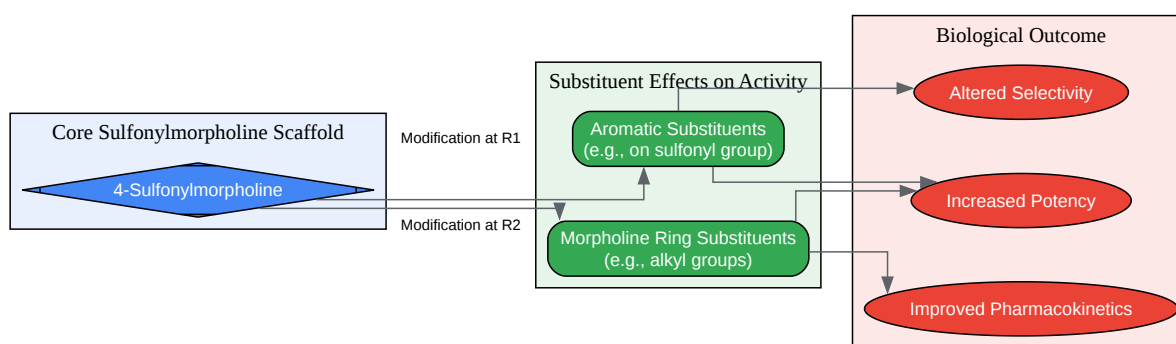 Core Sulfonylmorpholine Scaffold
4-Sulfonylmorpholine
Modification at R1
Modification at R2
Substituent Effects on Activity
Aromatic Substituents
(e.g., on sulfonyl group)
Morpholine Ring Substituents
(e.g., alkyl groups)
Biological Outcome
Altered Selectivity
Increased Potency
Improved Pharmacokinetics